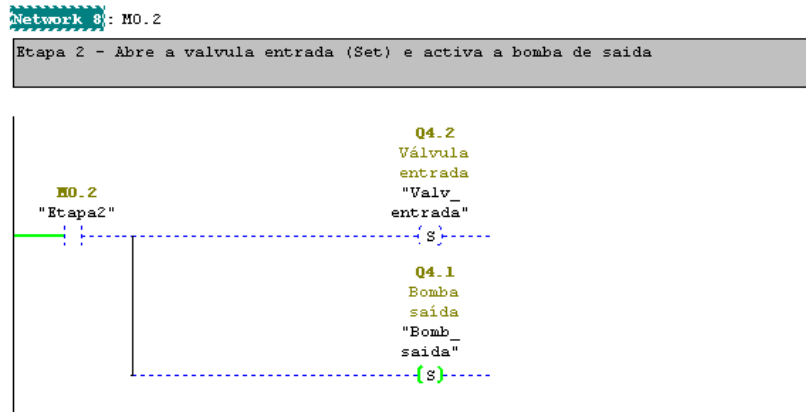 Network 8: M0.2
Etapa 2 - Abre a valvula entrada (Set) e activa a bomba de saida
Q4.2
Válvula
entrada
M0.2
"Valv_
"Etapa2"
entrada"
S
Q4.1
Bomba
saída
"Bomb_
saida"
S